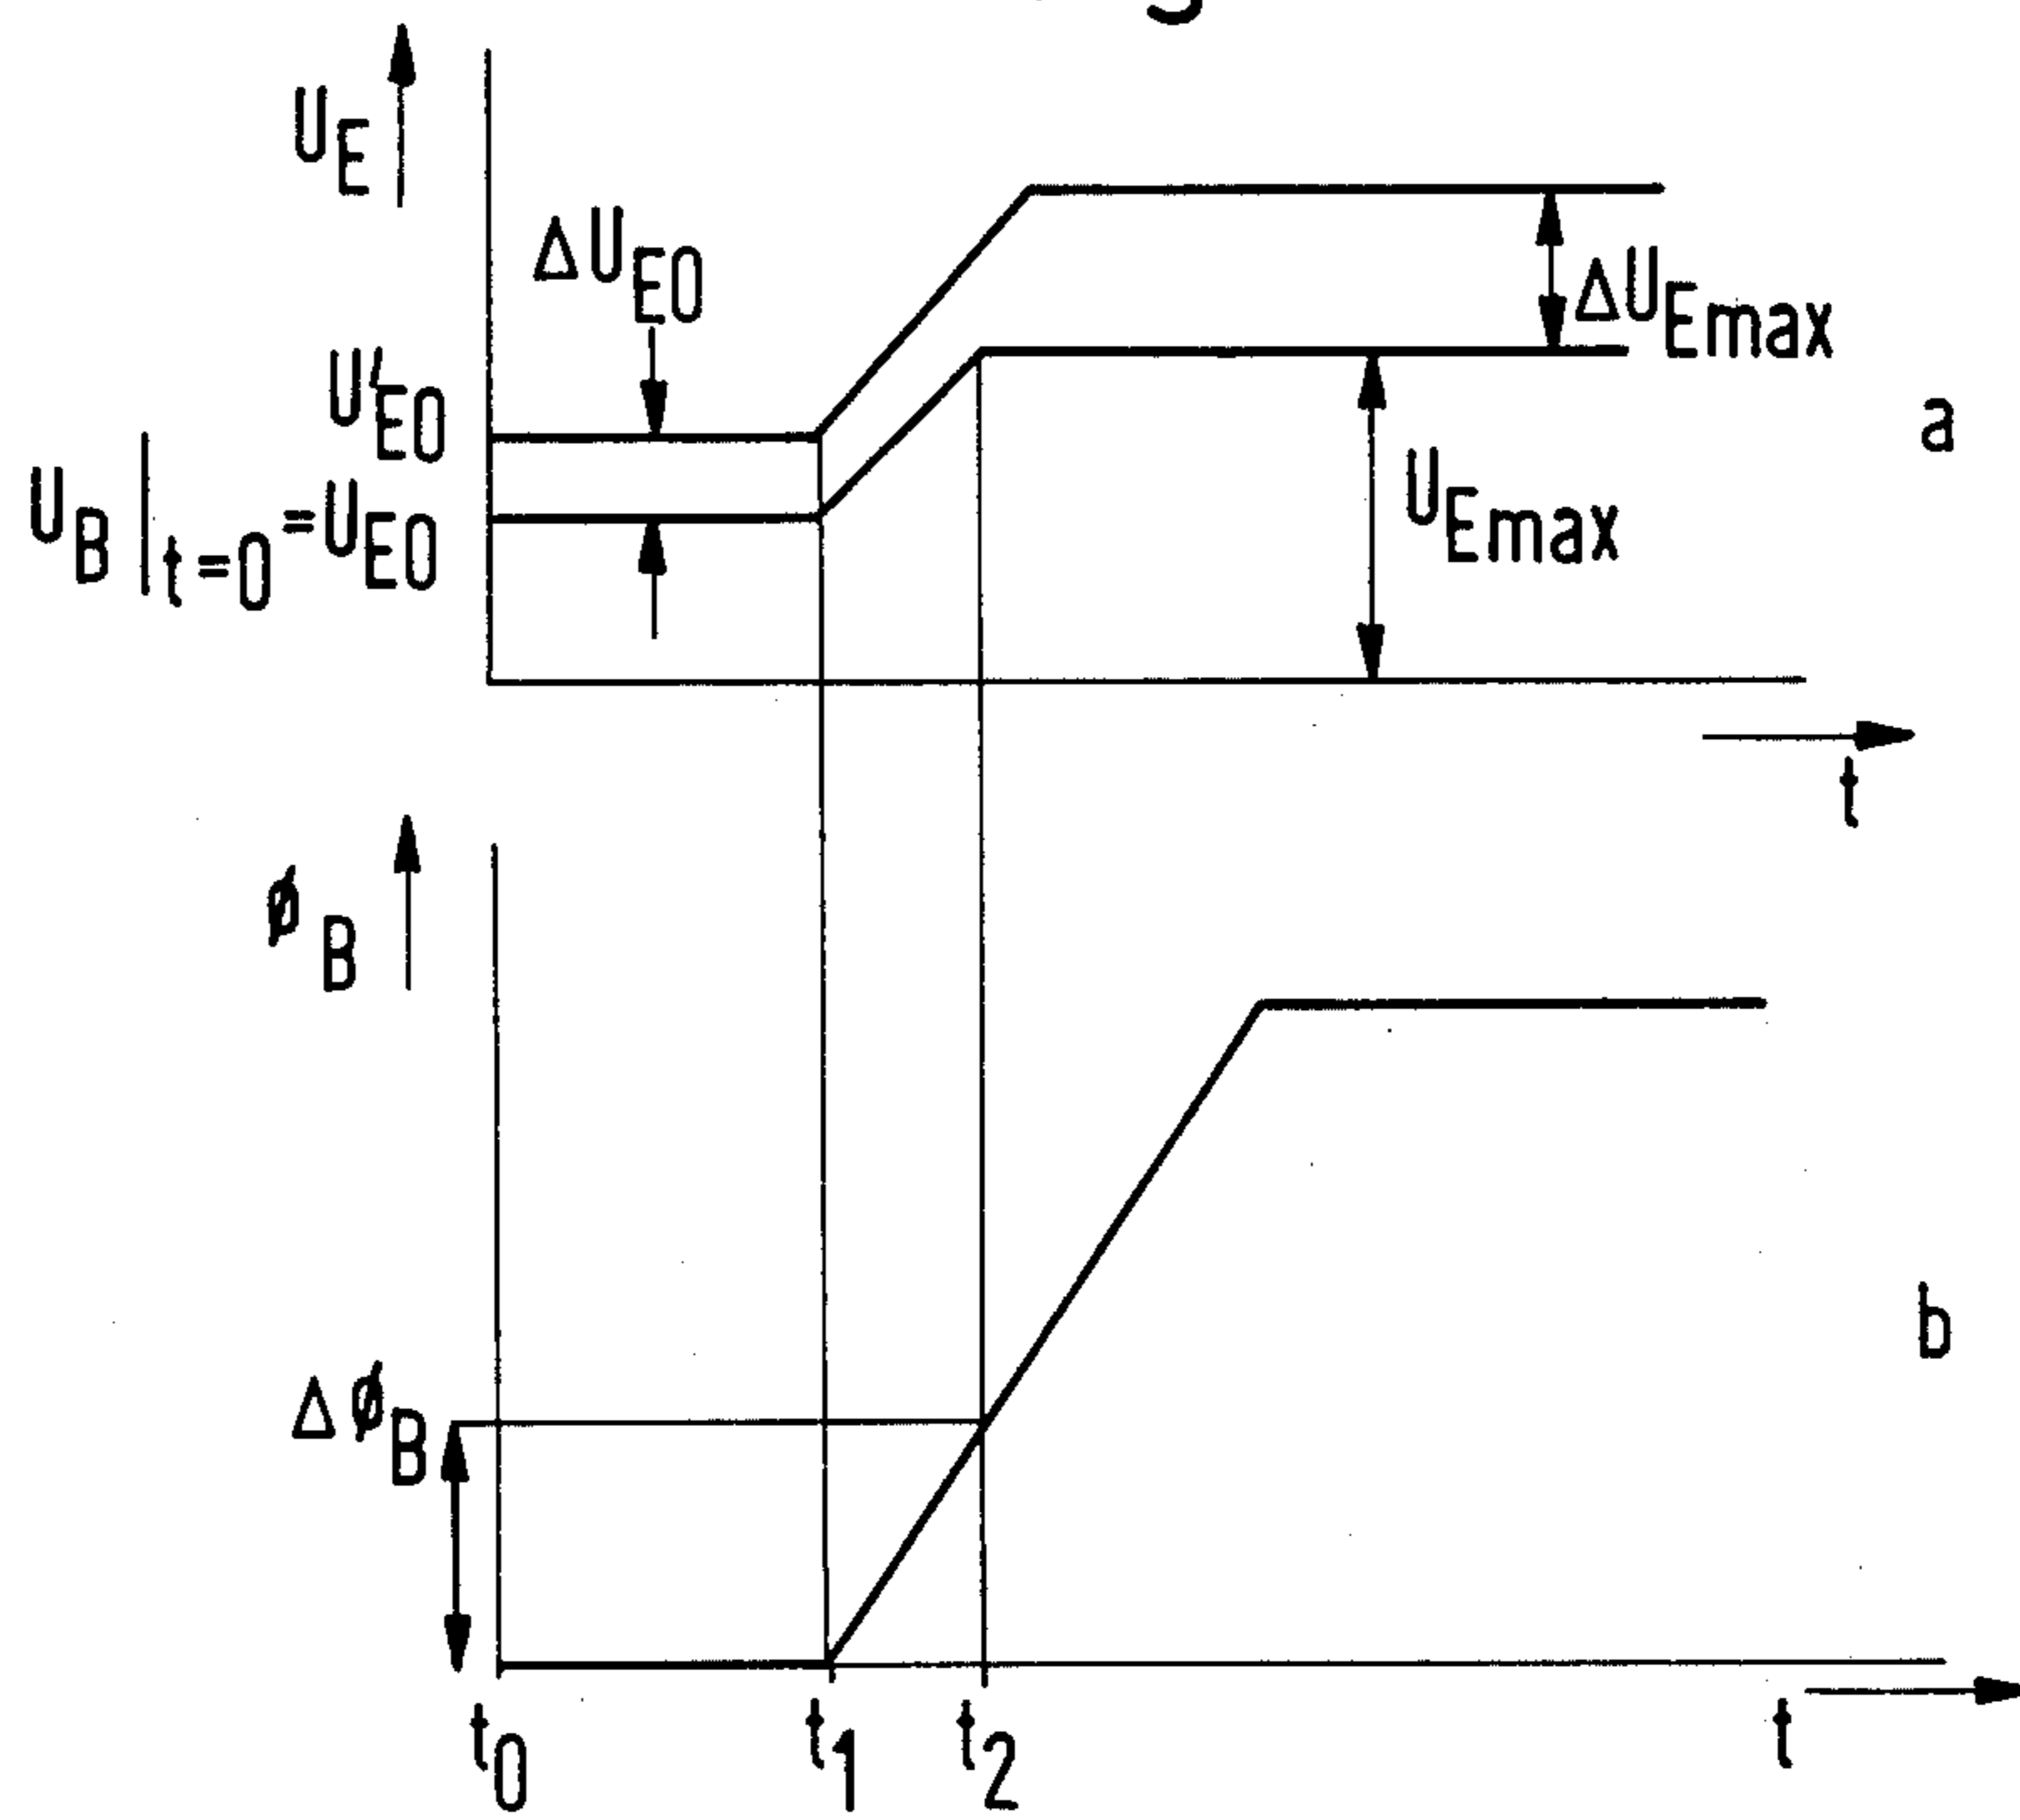 U_E
ΔU_E0
ΔU_Emax
U'_E0
a
U_B|_t=0=U_E0
U_Emax
t
ø_B
b
Δø_B
t_0
t_1
t_2
t